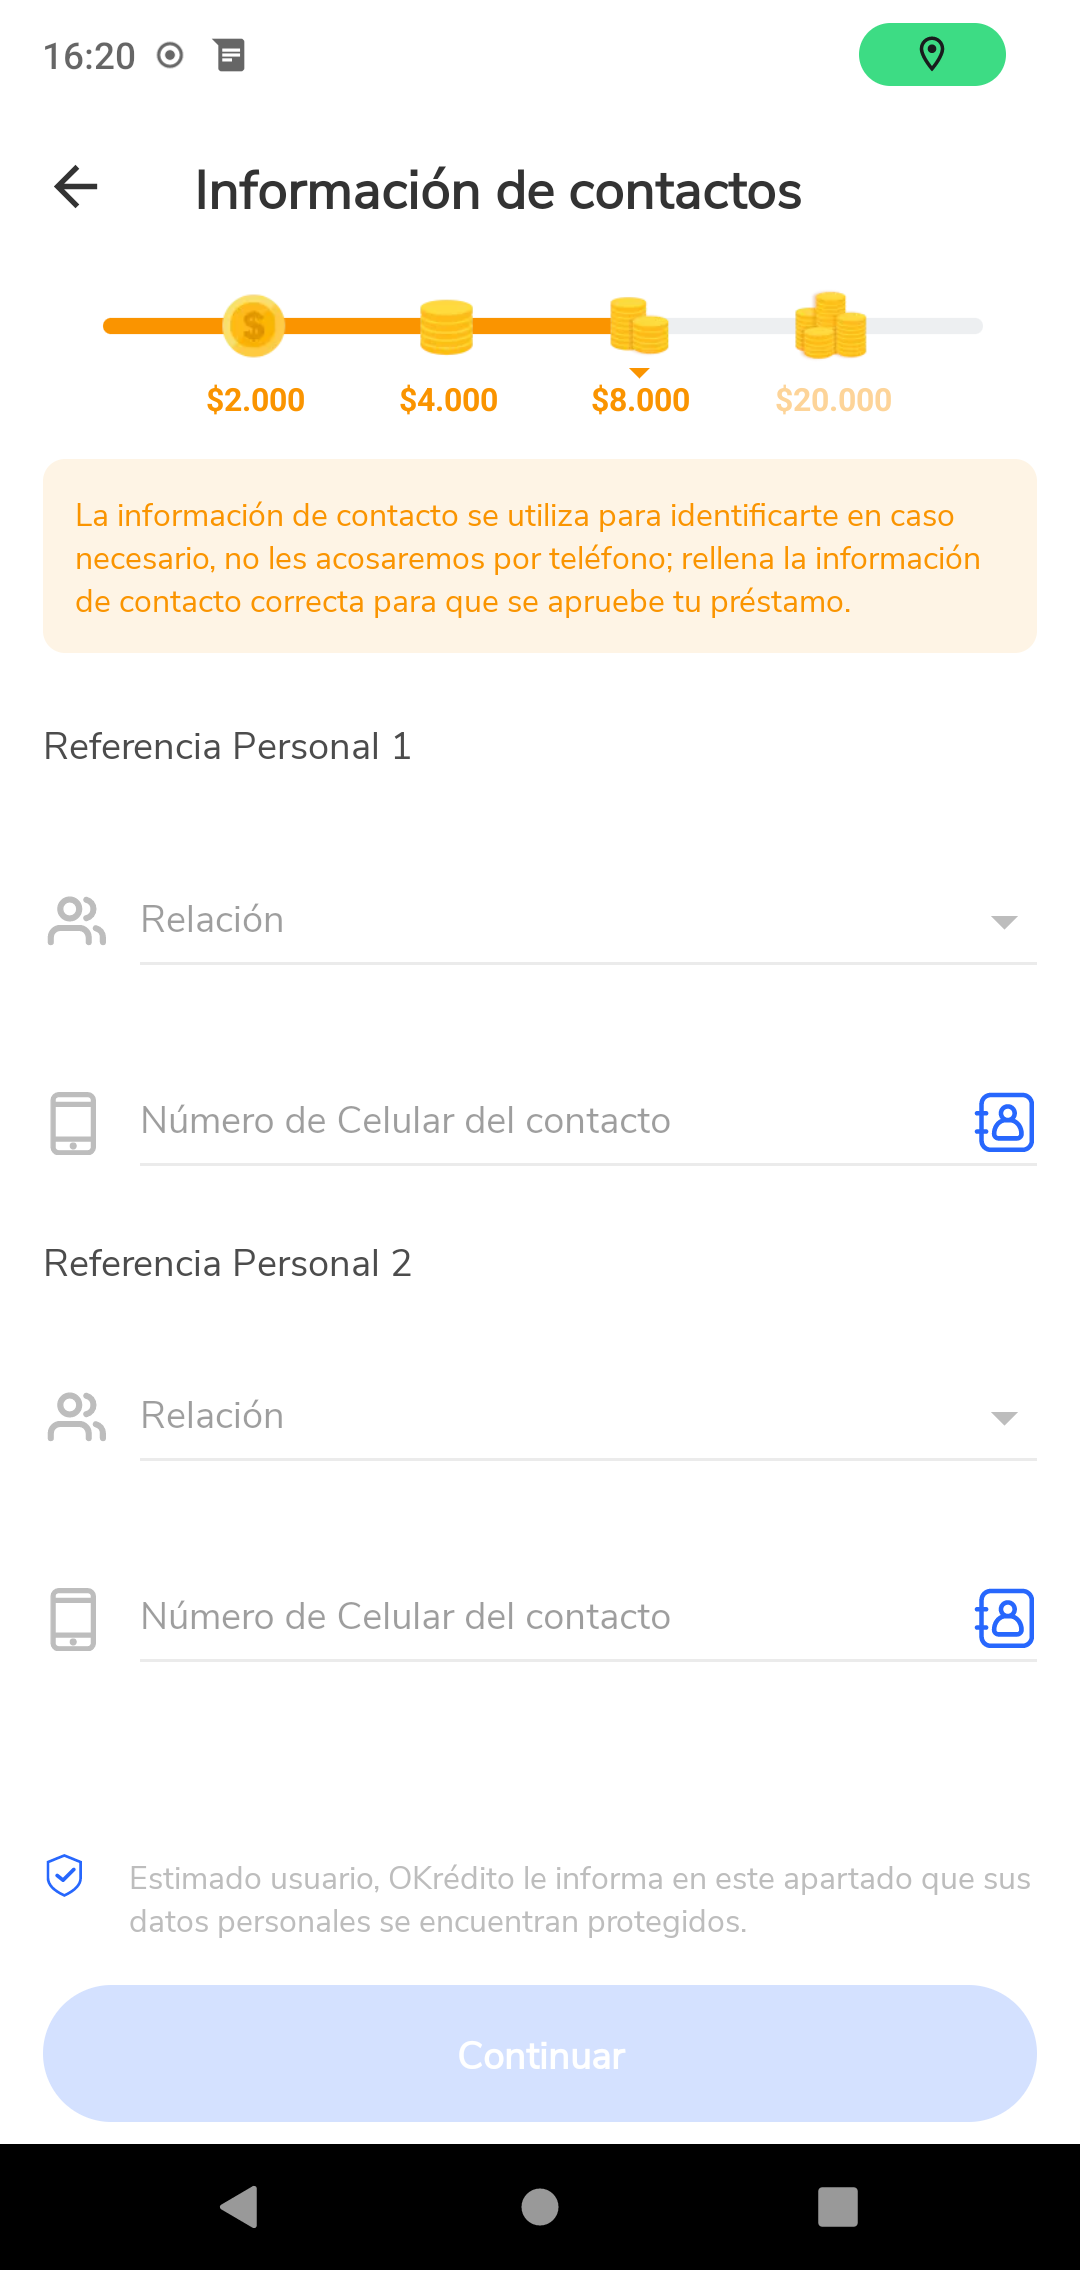 16:20
Información de contactos
$2.000 $4.000 $8.000 $20.000
La información de contacto se utiliza para identificarte en caso
necesario, no les acosaremos por teléfono; rellena la información
de contacto correcta para que se apruebe tu préstamo.
Referencia Personal 1
Relación
Número de Celular del contacto
Referencia Personal 2
Relación
Número de Celular del contacto
Estimado usuario, OKrédito le informa en este apartado que sus
datos personales se encuentran protegidos.
Continuar